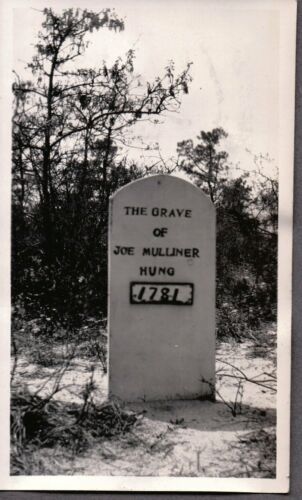 THE GRAVE
OF
JOE MULLINER
HUNG
1781